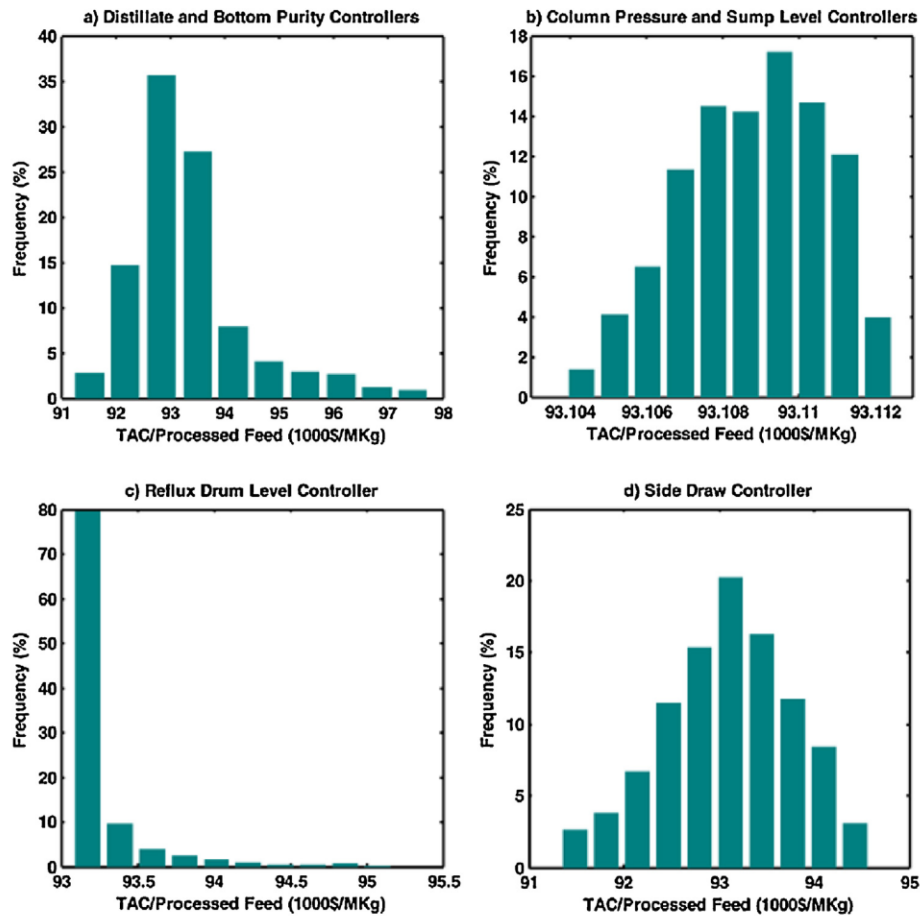 a) Distillate and Bottom Purity Controllers
40
35
30
25
20
15
10
5
0
Frequency (%)
91 92 93 94 95 96 97 98
TAC/Processed Feed (1000$/MKg)
b) Column Pressure and Sump Level Controllers
18
16
14
12
10
8
6
4
2
0
Frequency (%)
93.104 93.106 93.108 93.11 93.112
TAC/Processed Feed (1000$/MKg)
c) Reflux Drum Level Controller
80
70
60
50
40
30
20
10
0
Frequency (%)
93 93.5 94 94.5 95 95.5
TAC/Processed Feed (1000$/MKg)
d) Side Draw Controller
25
20
15
10
5
0
Frequency (%)
91 92 93 94 95
TAC/Processed Feed (1000$/MKg)